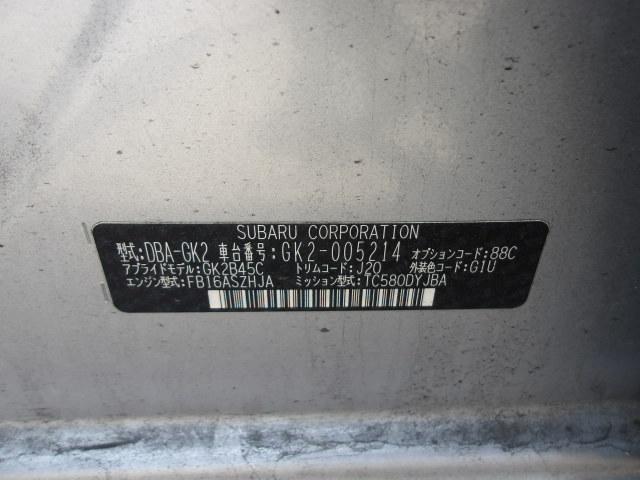 SUBARU CORPORATION
型式:DBA-GK2 車台番号:GK2-005214 オプションコード:88C
アプライドモデル:GK2B45C トリムコード:J20 外装色コード:G1U
エンジン型式:FB16ASZHJA ミッション型式:TC580DYJBA